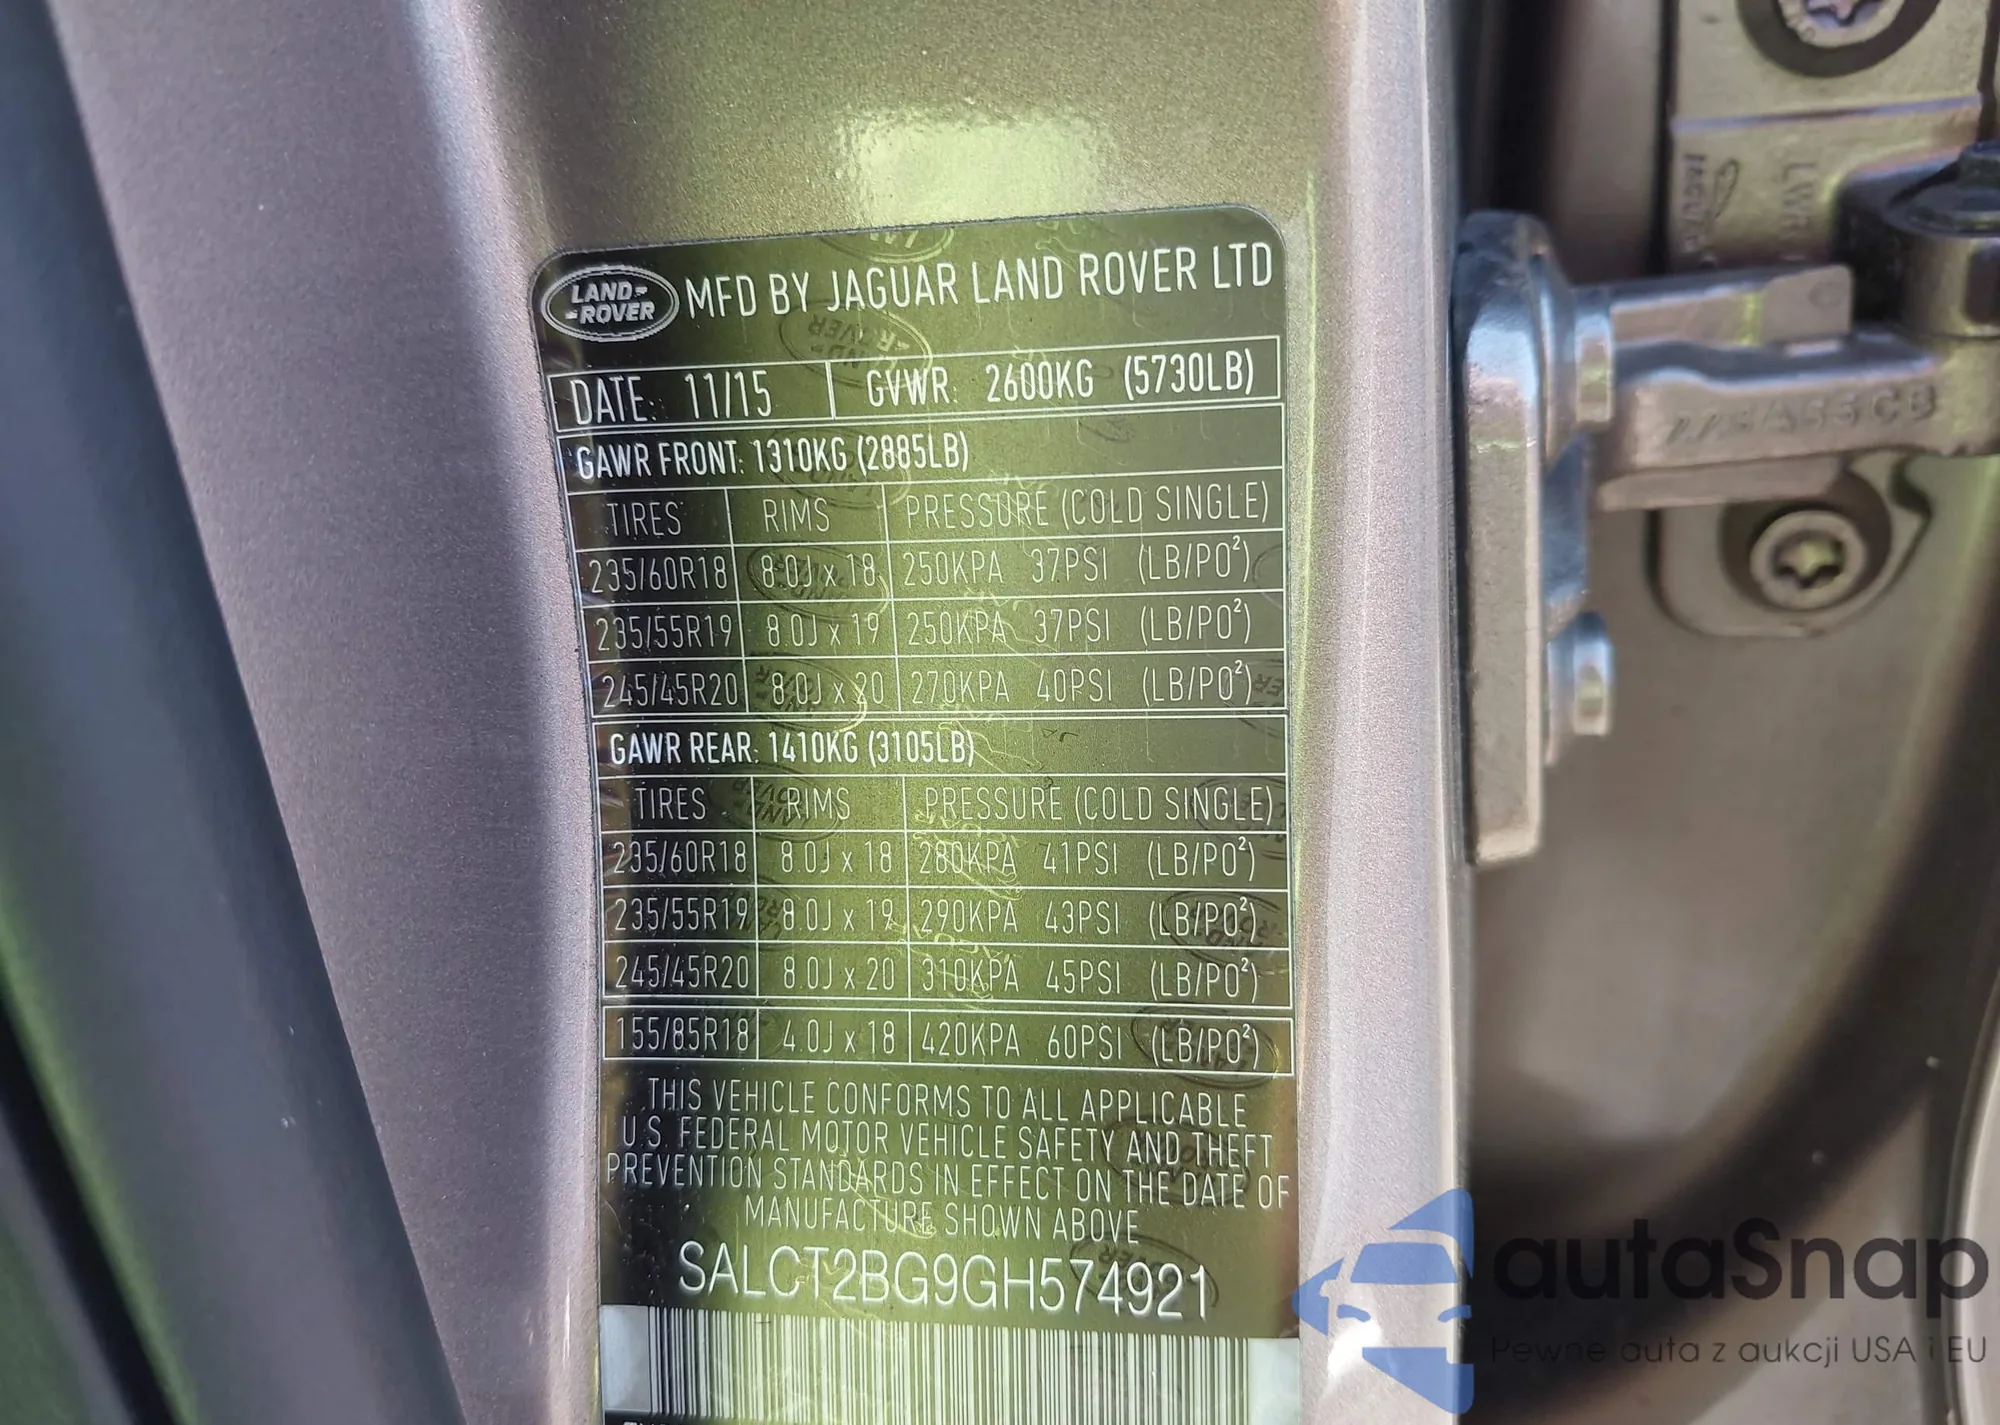 LAND-
-ROVER
MFD BY JAGUAR LAND ROVER LTD
DATE: 11/15 GVWR: 2600KG (5730LB)
GAWR FRONT: 1310KG (2885LB)
TIRES RIMS PRESSURE (COLD SINGLE)
235/60R18 8.0J x 18 250KPA 37PSI (LB/PO²)
235/55R19 8.0J x 19 250KPA 37PSI (LB/PO²)
245/45R20 8.0J x 20 270KPA 40PSI (LB/PO²)
GAWR REAR: 1410KG (3105LB)
TIRES RIMS PRESSURE (COLD SINGLE)
235/60R18 8.0J x 18 280KPA 41PSI (LB/PO²)
235/55R19 8.0J x 19 290KPA 43PSI (LB/PO²)
245/45R20 8.0J x 20 310KPA 45PSI (LB/PO²)
155/85R18 4.0J x 18 420KPA 60PSI (LB/PO²)
THIS VEHICLE CONFORMS TO ALL APPLICABLE
U.S. FEDERAL MOTOR VEHICLE SAFETY AND THEFT
PREVENTION STANDARDS IN EFFECT ON THE DATE OF
MANUFACTURE SHOWN ABOVE
SALCT2BG9GH574921
autaSnap
Pewne auta z aukcji USA i EU